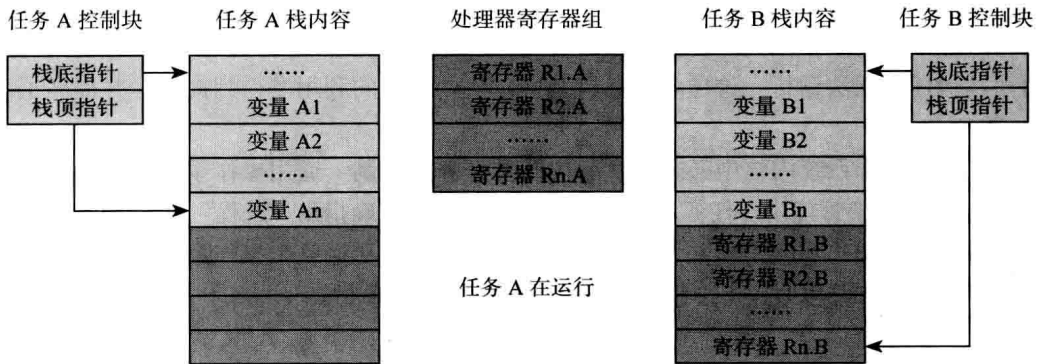 任务 A 控制块
任务 A 栈内容
处理器寄存器组
任务 B 栈内容
任务 B 控制块
栈底指针
栈顶指针
……
变量 A1
变量 A2
……
变量 An
寄存器 R1.A
寄存器 R2.A
……
寄存器 Rn.A
任务 A 在运行
……
变量 B1
变量 B2
……
变量 Bn
寄存器 R1.B
寄存器 R2.B
……
寄存器 Rn.B
栈底指针
栈顶指针